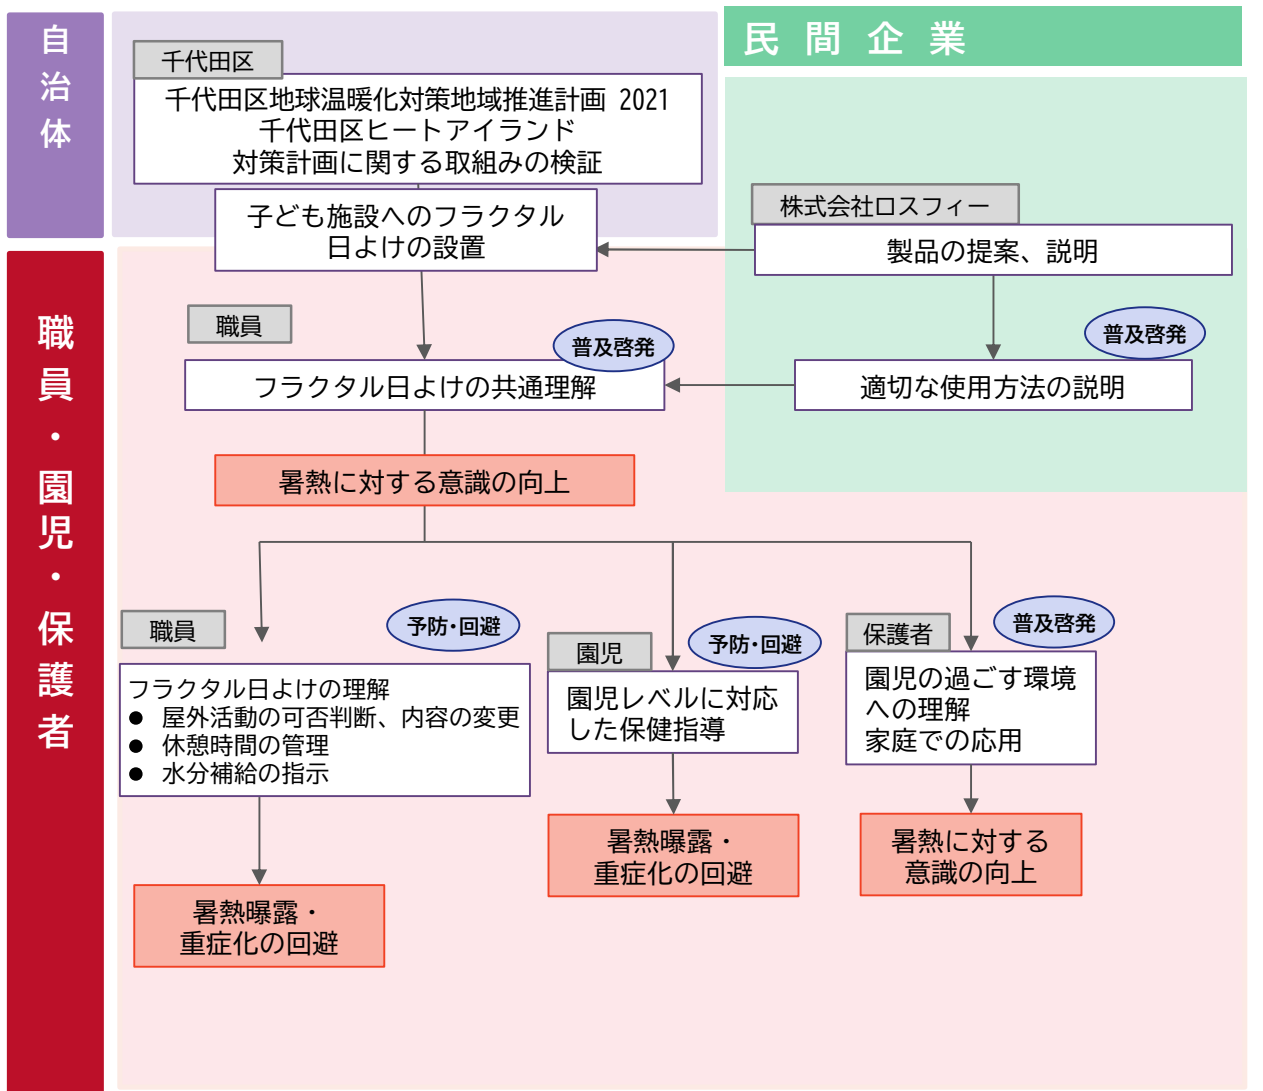 自治体
民間企業
千代田区
千代田区地球温暖化対策地域推進計画 2021
千代田区ヒートアイランド
対策計画に関する取組みの検証
子ども施設へのフラクタル
日よけの設置
株式会社ロスフィー
製品の提案、説明
職員・園児・保護者
職員
普及啓発
フラクタル日よけの共通理解
普及啓発
適切な使用方法の説明
暑熱に対する意識の向上
職員
予防・回避
フラクタル日よけの理解
● 屋外活動の可否判断、内容の変更
● 休憩時間の管理
● 水分補給の指示
暑熱曝露・
重症化の回避
園児
予防・回避
園児レベルに対応
した保健指導
暑熱曝露・
重症化の回避
保護者
普及啓発
園児の過ごす環境
への理解
家庭での応用
暑熱に対する
意識の向上